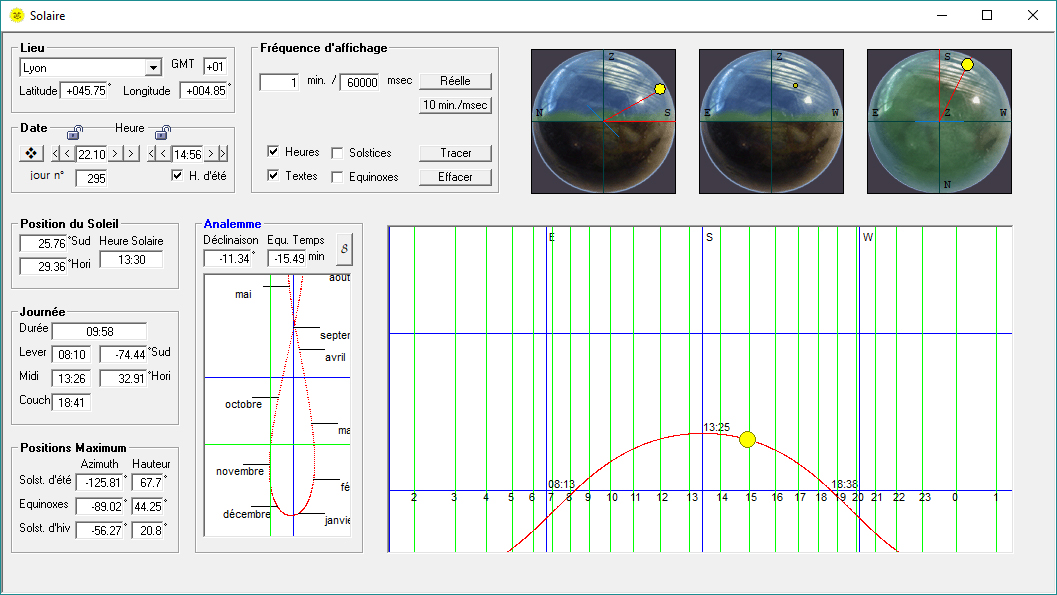 Solaire
Lieu
Lyon
GMT +01
Latitude +045.75 ° Longitude +004.85 °
Date
Heure
< < 22.10 > > < < 14:56 > >
jour n° 295
H. d'été
Fréquence d'affichage
1 min. / 60000 msec
Réelle
10 min./msec
Heures Solstices
Textes Equinoxes
Tracer
Effacer
Z
N S
Z
E W
S
E Z W
N
Position du Soleil
25.76 °Sud Heure Solaire
29.36 °Hori 13:30
Journée
Durée 09:58
Lever 08:10 -74.44 °Sud
Midi 13:26 32.91 °Hori
Couch 18:41
Positions Maximum
Azimuth Hauteur
Solst. d'été -125.81 ° 67.7 °
Equinoxes -89.02 ° 44.25 °
Solst. d'hiv -56.27 ° 20.8 °
Analemme
Déclinaison Equ. Temps
-11.34 ° -15.49 min 8
aout
mai
septer
avril
octobre
ma
novembre
fé
décembre
janvie
E S W
13:25
08:13 18:38
2 3 4 5 6 7 8 9 10 11 12 13 14 15 16 17 18 19 20 21 22 23 0 1